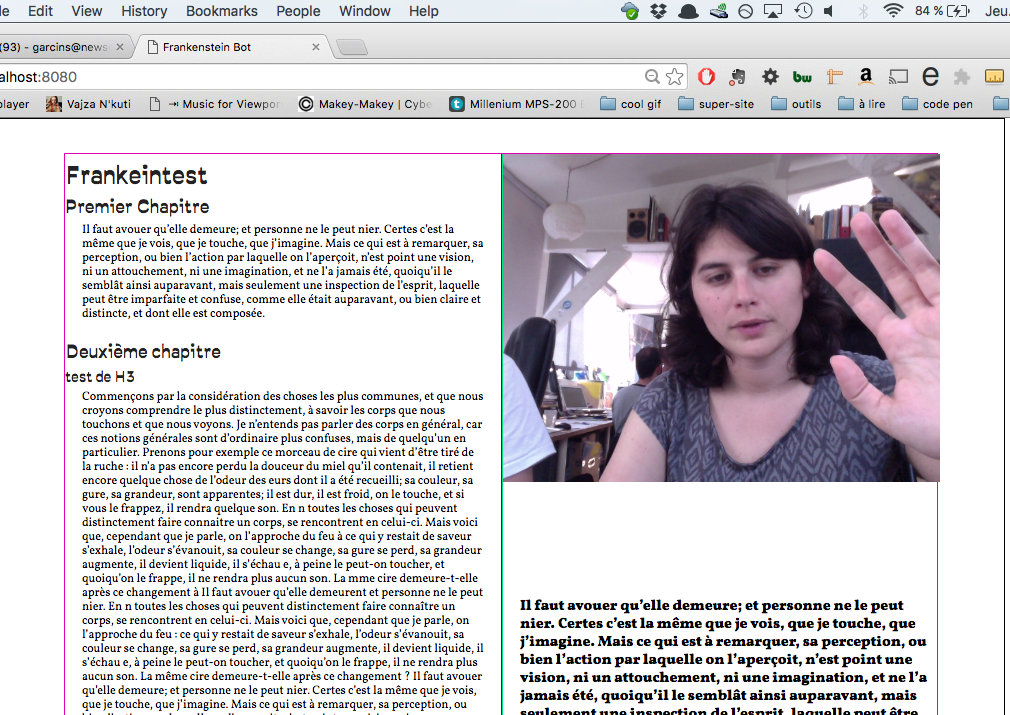 Edit View History Bookmarks People Window Help 84 % Jeu.
(93) - garcins@news Frankenstein Bot
alhost:8080
bw a e
player Vajza N'kuti Music for Viewpor Makey-Makey | Cybe Millenium MPS-200 cool gif super-site outils à lire code pen
Frankeintest
Premier Chapitre
Il faut avouer qu'elle demeure; et personne ne le peut nier. Certes c'est la
même que je vois, que je touche, que j'imagine. Mais ce qui est à remarquer, sa
perception, ou bien l'action par laquelle on l'aperçoit, n'est point une vision,
ni un attouchement, ni une imagination, et ne l'a jamais été, quoiqu'il le
semblât ainsi auparavant, mais seulement une inspection de l'esprit, laquelle
peut être imparfaite et confuse, comme elle était auparavant, ou bien claire et
distincte, et dont elle est composée.
Deuxième chapitre
test de H3
Commençons par la considération des choses les plus communes, et que nous
croyons comprendre le plus distinctement, à savoir les corps que nous
touchons et que nous voyons. Je n'entends pas parler des corps en général, car
ces notions générales sont d'ordinaire plus confuses, mais de quelqu'un en
particulier. Prenons pour exemple ce morceau de cire qui vient d'être tiré de
la ruche : il n'a pas encore perdu la douceur du miel qu'il contenait, il retient
encore quelque chose de l'odeur des eurs dont il a été recueilli; sa couleur, sa
gure, sa grandeur, sont apparentes; il est dur, il est froid, on le touche, et si
vous le frappez, il rendra quelque son. En n toutes les choses qui peuvent
distinctement faire connaitre un corps, se rencontrent en celui-ci. Mais voici
que, cependant que je parle, on l'approche du feu à ce qui y restait de saveur
s'exhale, l'odeur s'évanouit, sa couleur se change, sa gure se perd, sa grandeur
augmente, il devient liquide, il s'échau e, à peine le peut-on toucher, et
quoiqu'on le frappe, il ne rendra plus aucun son. La mme cire demeure-t-elle
après ce changement à Il faut avouer qu'elle demeurent et personne ne le peut
nier. En n toutes les choses qui peuvent distinctement faire connaître un
corps, se rencontrent en celui-ci. Mais voici que, cependant que je parle, on
l'approche du feu : ce qui y restait de saveur s'exhale, l'odeur s'évanouit, sa
couleur se change, sa gure se perd, sa grandeur augmente, il devient liquide, il
s'échau e, à peine le peut-on toucher, et quoiqu'on le frappe, il ne rendra plus
aucun son. La même cire demeure-t-elle après ce changement ? Il faut avouer
qu'elle demeure; et personne ne le peut nier. Certes c'est la même que je vois,
que je touche, que j'imagine. Mais ce qui est à remarquer, sa perception, ou
Il faut avouer qu'elle demeure; et personne ne le peut
nier. Certes c'est la même que je vois, que je touche, que
j'imagine. Mais ce qui est à remarquer, sa perception, ou
bien l'action par laquelle on l'aperçoit, n'est point une
vision, ni un attouchement, ni une imagination, et ne l'a
jamais été, quoiqu'il le semblât ainsi auparavant, mais
seulement une inspection de l'esprit, laquelle peut être